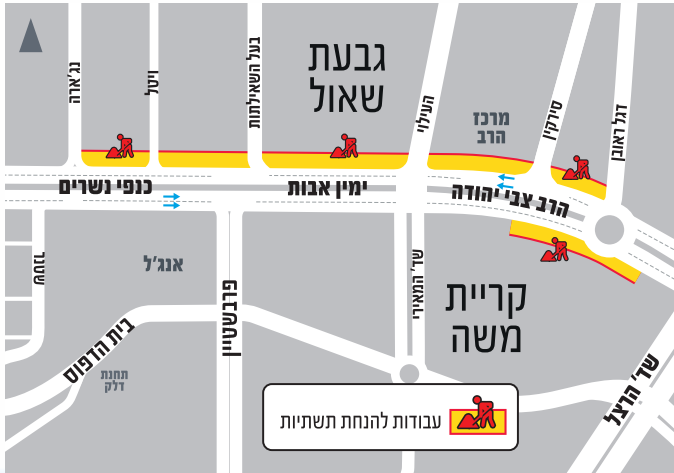 גבעת
שאול
נג'ארה
ויטל
בעל השאילתות
העילוי
מרכז
הרב
סירקין
דגל ראובן
כנפי נשרים
ימין אבות
הרב צבי יהודה
שטנר
אנג'ל
פרבשטיין
שד' המאירי
קריית
משה
בית הדפוס
תחנת
דלק
שד' הרצל
עבודות להנחת תשתיות